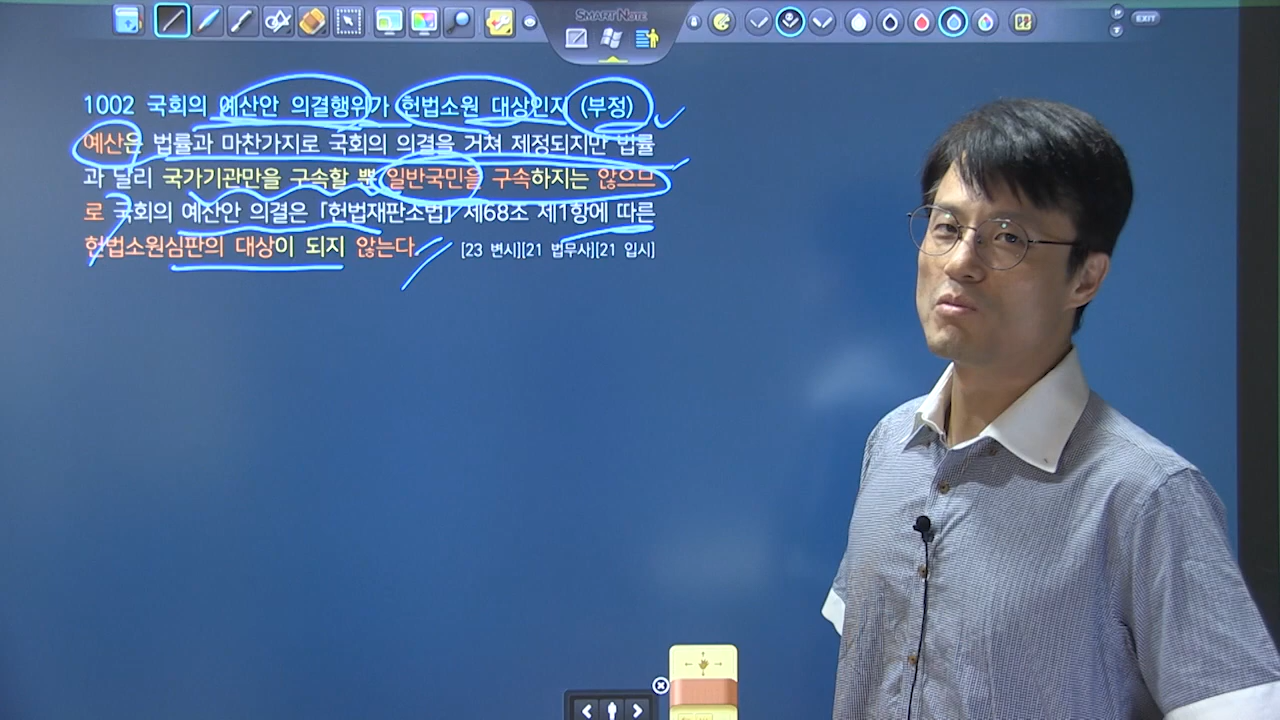 SMART NOTE
EXIT
1002 국회의 예산안 의결행위가 헌법소원 대상인지 (부정)
예산은 법률과 마찬가지로 국회의 의결을 거쳐 제정되지만 법률
과 달리 국가기관만을 구속할 뿐 일반국민을 구속하지는 않으므
로 국회의 예산안 의결은 「헌법재판소법」 제68조 제1항에 따른
헌법소원심판의 대상이 되지 않는다.
[23 변시][21 법무사][21 입시]